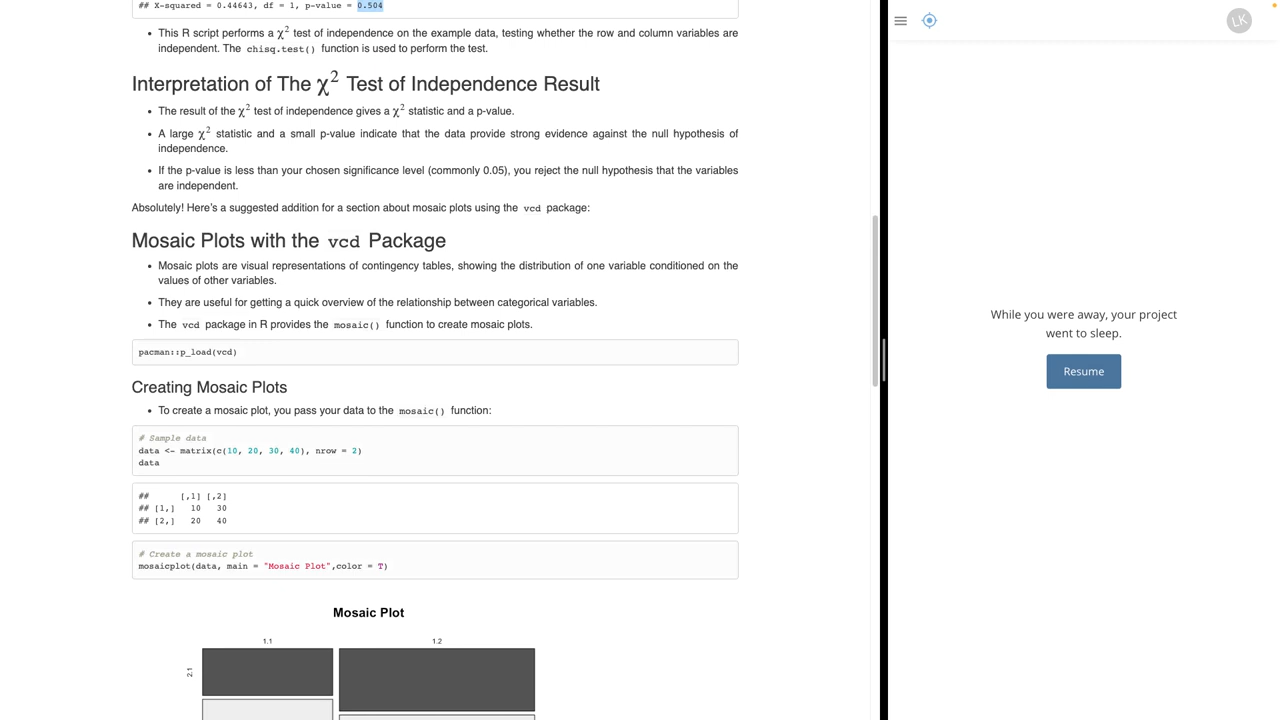 ## X-squared = 0.44643, df = 1, p-value = 0.504
• This R script performs a χ² test of independence on the example data, testing whether the row and column variables are
independent. The chisq.test() function is used to perform the test.
Interpretation of The χ² Test of Independence Result
• The result of the χ² test of independence gives a χ² statistic and a p-value.
• A large χ² statistic and a small p-value indicate that the data provide strong evidence against the null hypothesis of
independence.
• If the p-value is less than your chosen significance level (commonly 0.05), you reject the null hypothesis that the variables
are independent.
Absolutely! Here’s a suggested addition for a section about mosaic plots using the vcd package:
Mosaic Plots with the vcd Package
• Mosaic plots are visual representations of contingency tables, showing the distribution of one variable conditioned on the
values of other variables.
• They are useful for getting a quick overview of the relationship between categorical variables.
• The vcd package in R provides the mosaic() function to create mosaic plots.
pacman::p_load(vcd)
Creating Mosaic Plots
• To create a mosaic plot, you pass your data to the mosaic() function:
# Sample data
data <- matrix(c(10, 20, 30, 40), nrow = 2)
data
##      [,1] [,2]
## [1,]   10   30
## [2,]   20   40
# Create a mosaic plot
mosaicplot(data, main = "Mosaic Plot",color = T)
Mosaic Plot
1.1 1.2
2.1
LK
While you were away, your project
went to sleep.
Resume